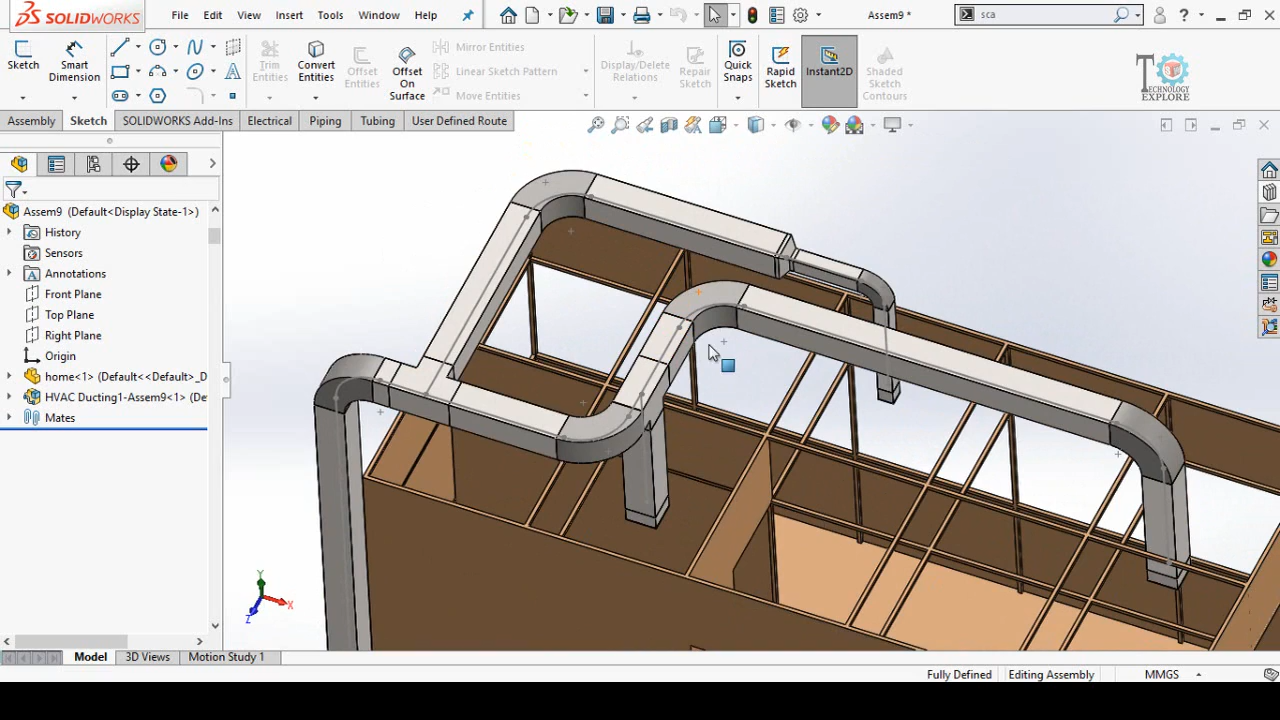 SOLIDWORKS
File Edit View Insert Tools Window Help
Assem9 *
sca
?
Sketch
Smart Dimension
Trim Entities
Convert Entities
Offset Entities
Offset On Surface
Mirror Entities
Linear Sketch Pattern
Move Entities
Display/Delete Relations
Repair Sketch
Quick Snaps
Rapid Sketch
Instant2D
Shaded Sketch Contours
TECHNOLOGY
EXPLORE
Assembly Sketch SOLIDWORKS Add-Ins Electrical Piping Tubing User Defined Route
Assem9 (Default<Display State-1>)
History
Sensors
Annotations
Front Plane
Top Plane
Right Plane
Origin
home<1> (Default<<Default>_D
HVAC Ducting1-Assem9<1> (De
Mates
Y
X
Z
Model 3D Views Motion Study 1
Fully Defined Editing Assembly MMGS